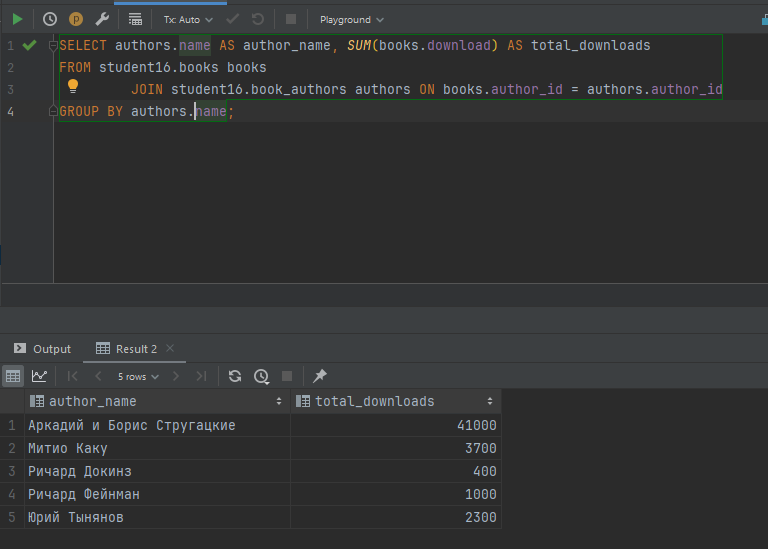 Tx: Auto Playground
1 SELECT authors.name AS author_name, SUM(books.download) AS total_downloads
2 FROM student16.books books
3 JOIN student16.book_authors authors ON books.author_id = authors.author_id
4 GROUP BY authors.name;
Output Result 2
5 rows
author_name total_downloads
1 Аркадий и Борис Стругацкие 41000
2 Митио Каку 3700
3 Ричард Докинз 400
4 Ричард Фейнман 1000
5 Юрий Тынянов 2300